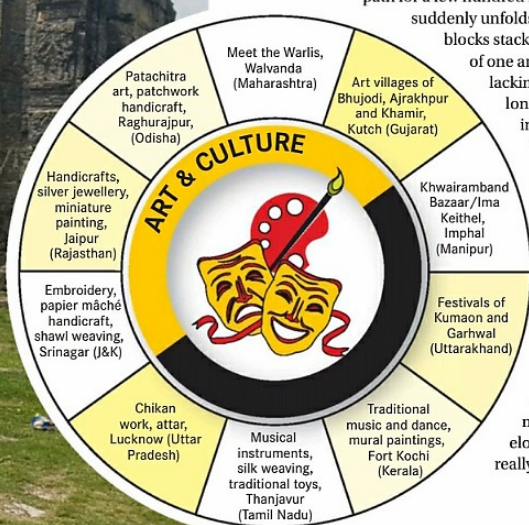 suddenly unfolds
blocks stack
of one an
ART & CULTURE
Meet the Warlis,
Walvanda
(Maharashtra)
Art villages of
Bhujodi, Ajrakhpur
and Khamir,
Kutch (Gujarat)
Khwairamband
Bazaar/Ima
Keithel,
Imphal
(Manipur)
Festivals of
Kumaon and
Garhwal
(Uttarakhand)
Traditional
music and dance,
mural paintings,
Fort Kochi
(Kerala)
Musical
instruments,
silk weaving,
traditional toys,
Thanjavur
(Tamil Nadu)
Chikan
work, attar,
Lucknow (Uttar
Pradesh)
Embroidery,
papier mâché
handicraft,
shawl weaving,
Srinagar (J&K)
Handicrafts,
silver jewellery,
miniature
painting,
Jaipur
(Rajasthan)
Patachitra
art, patchwork
handicraft,
Raghurajpur,
(Odisha)
really